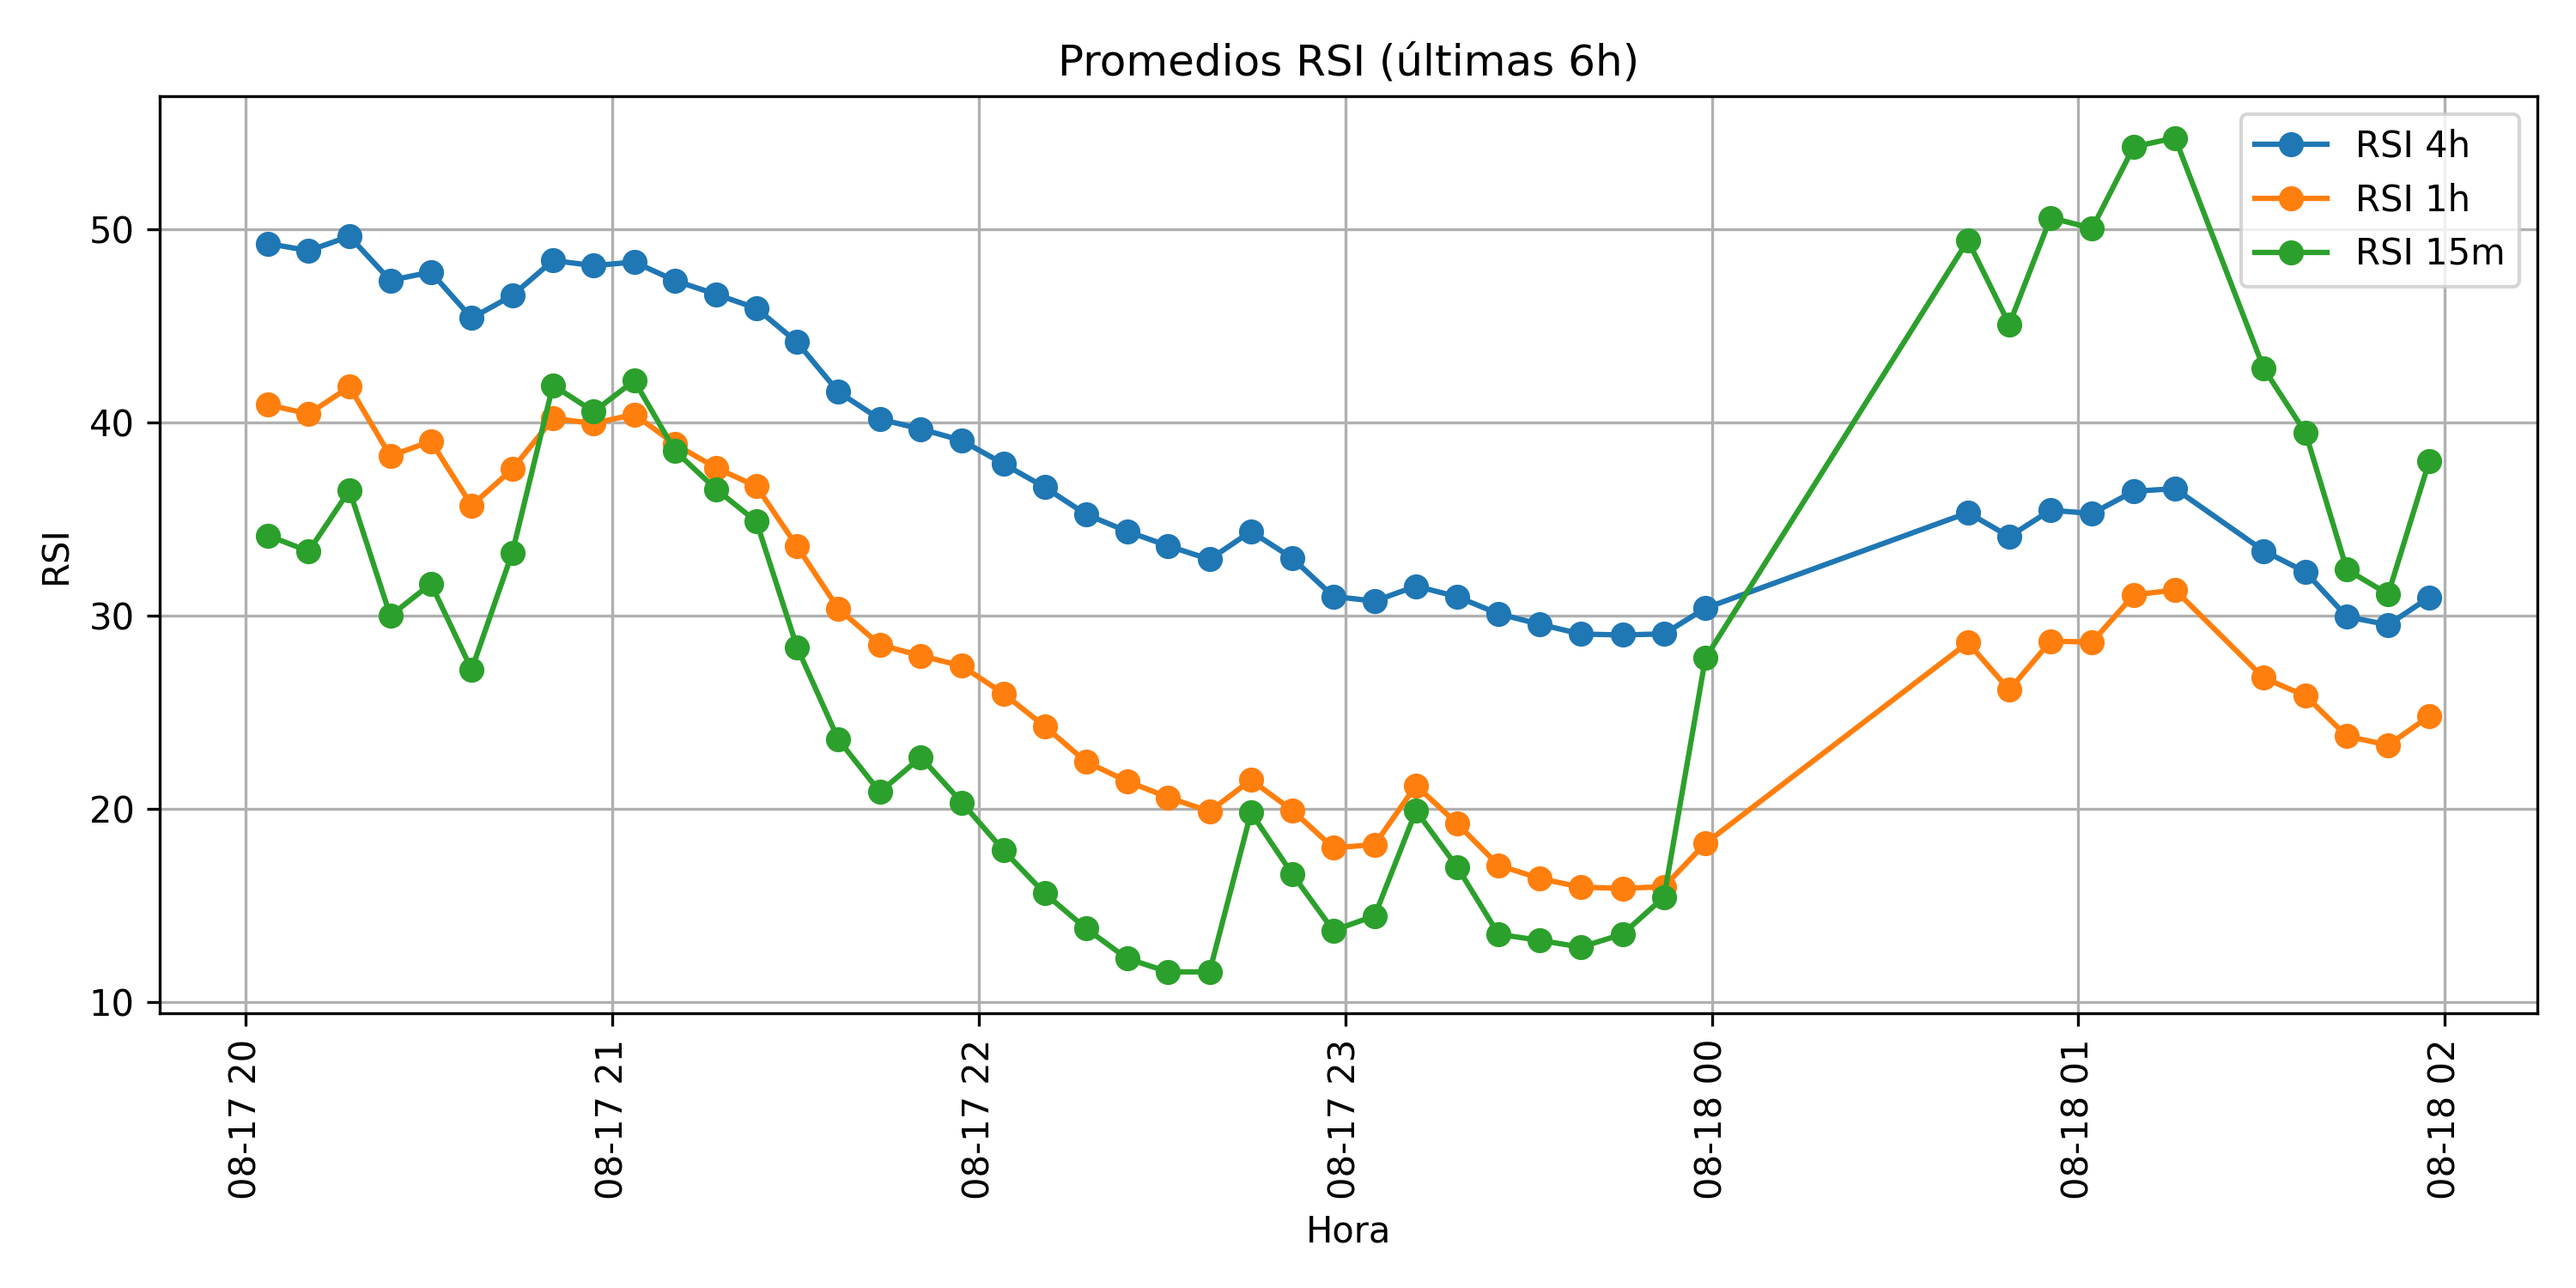 Promedios RSI (últimas 6h)
RSI 4h
RSI 1h
RSI 15m
RSI
50
40
30
20
10
08-17 20
08-17 21
08-17 22
08-17 23
08-18 00
08-18 01
08-18 02
Hora